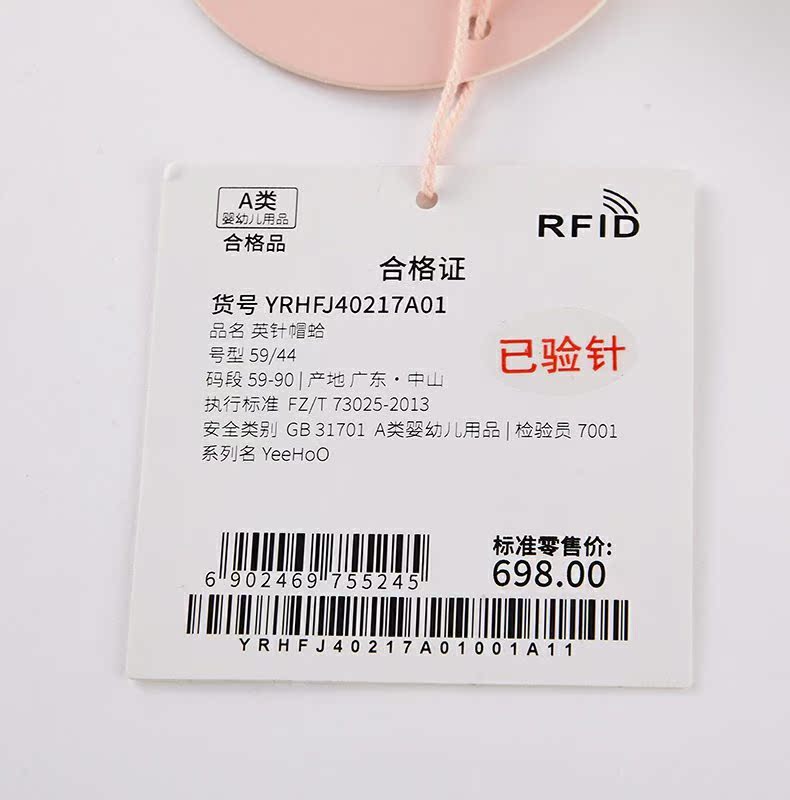 A类
婴幼儿用品
合格品
RFID
合格证
货号 YRHFJ40217A01
品名 英针帽蛤
号型 59/44
码段 59-90 | 产地 广东·中山
执行标准 FZ/T 73025-2013
安全类别 GB 31701 A类婴幼儿用品 | 检验员 7001
系列名 YeeHoO
已验针
标准零售价:
698.00
6 902469 755245
YRHFJ40217A01001A11